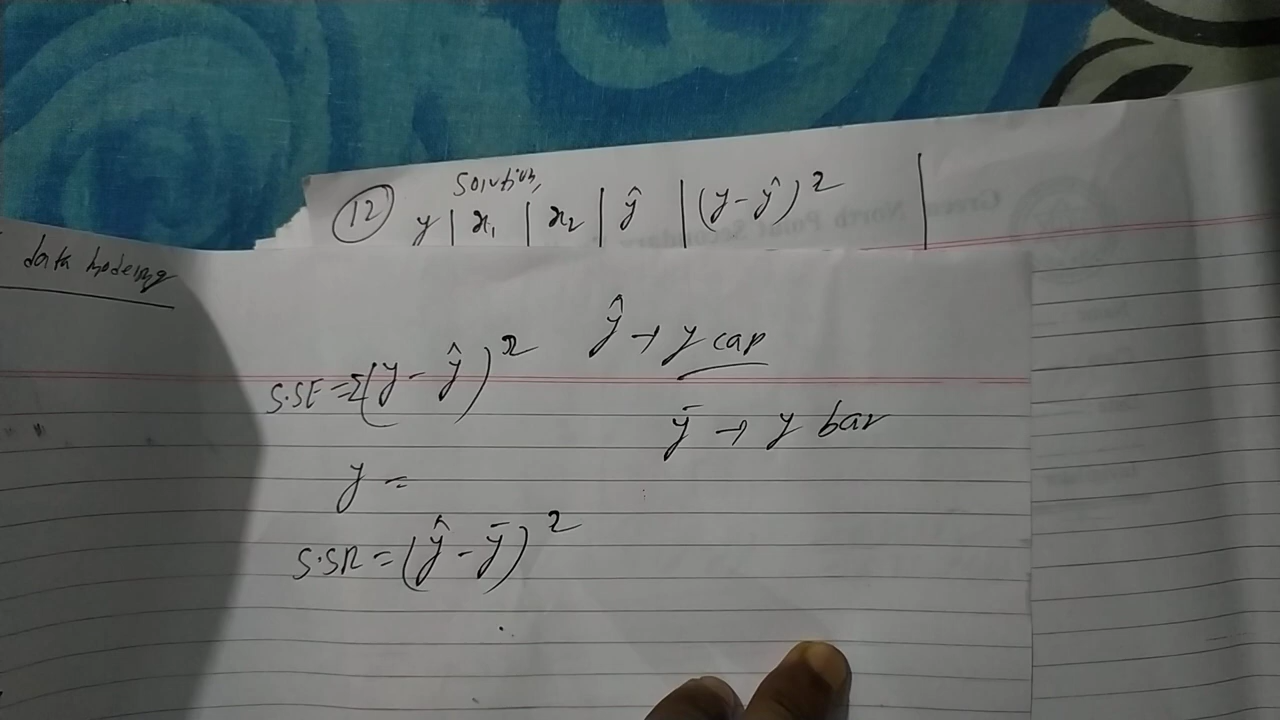 Solution,
12 y | x₁ | x₂ | ŷ | (y-ŷ)² |
data modeling
ŷ → y cap
S.SE = Σ(y - ŷ)²
ȳ → y bar
y =
S.SR = (ŷ - ȳ)²